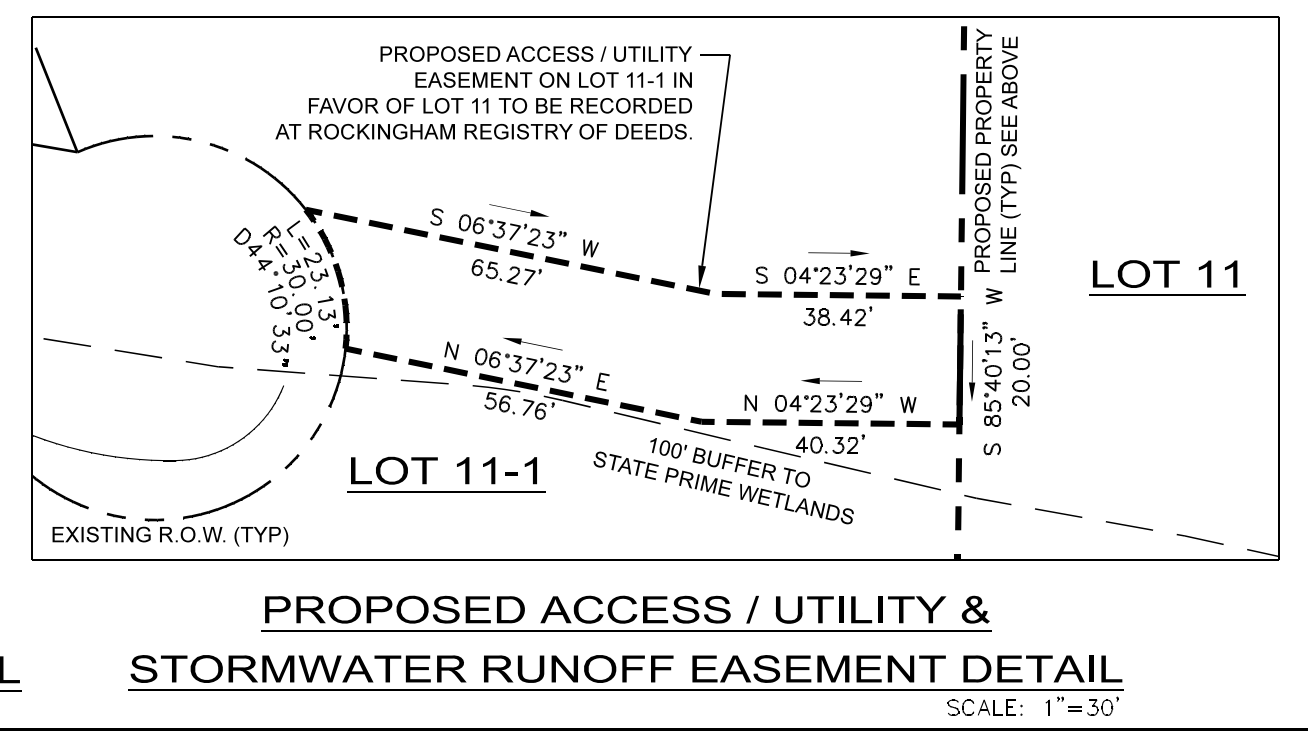 PROPOSED ACCESS / UTILITY
EASEMENT ON LOT 11-1 IN
FAVOR OF LOT 11 TO BE RECORDED
AT ROCKINGHAM REGISTRY OF DEEDS.
PROPOSED PROPERTY
LINE (TYP) SEE ABOVE
S 06°37'23" W
65.27'
L=23.13'
R=30.00'
D44°10'33"
S 04°23'29" E
38.42'
LOT 11
S 85°40'13" W
20.00'
N 06°37'23" E
56.76'
N 04°23'29" W
40.32'
100' BUFFER TO
STATE PRIME WETLANDS
LOT 11-1
EXISTING R.O.W. (TYP)
PROPOSED ACCESS / UTILITY &
STORMWATER RUNOFF EASEMENT DETAIL
L
SCALE: 1"=30'